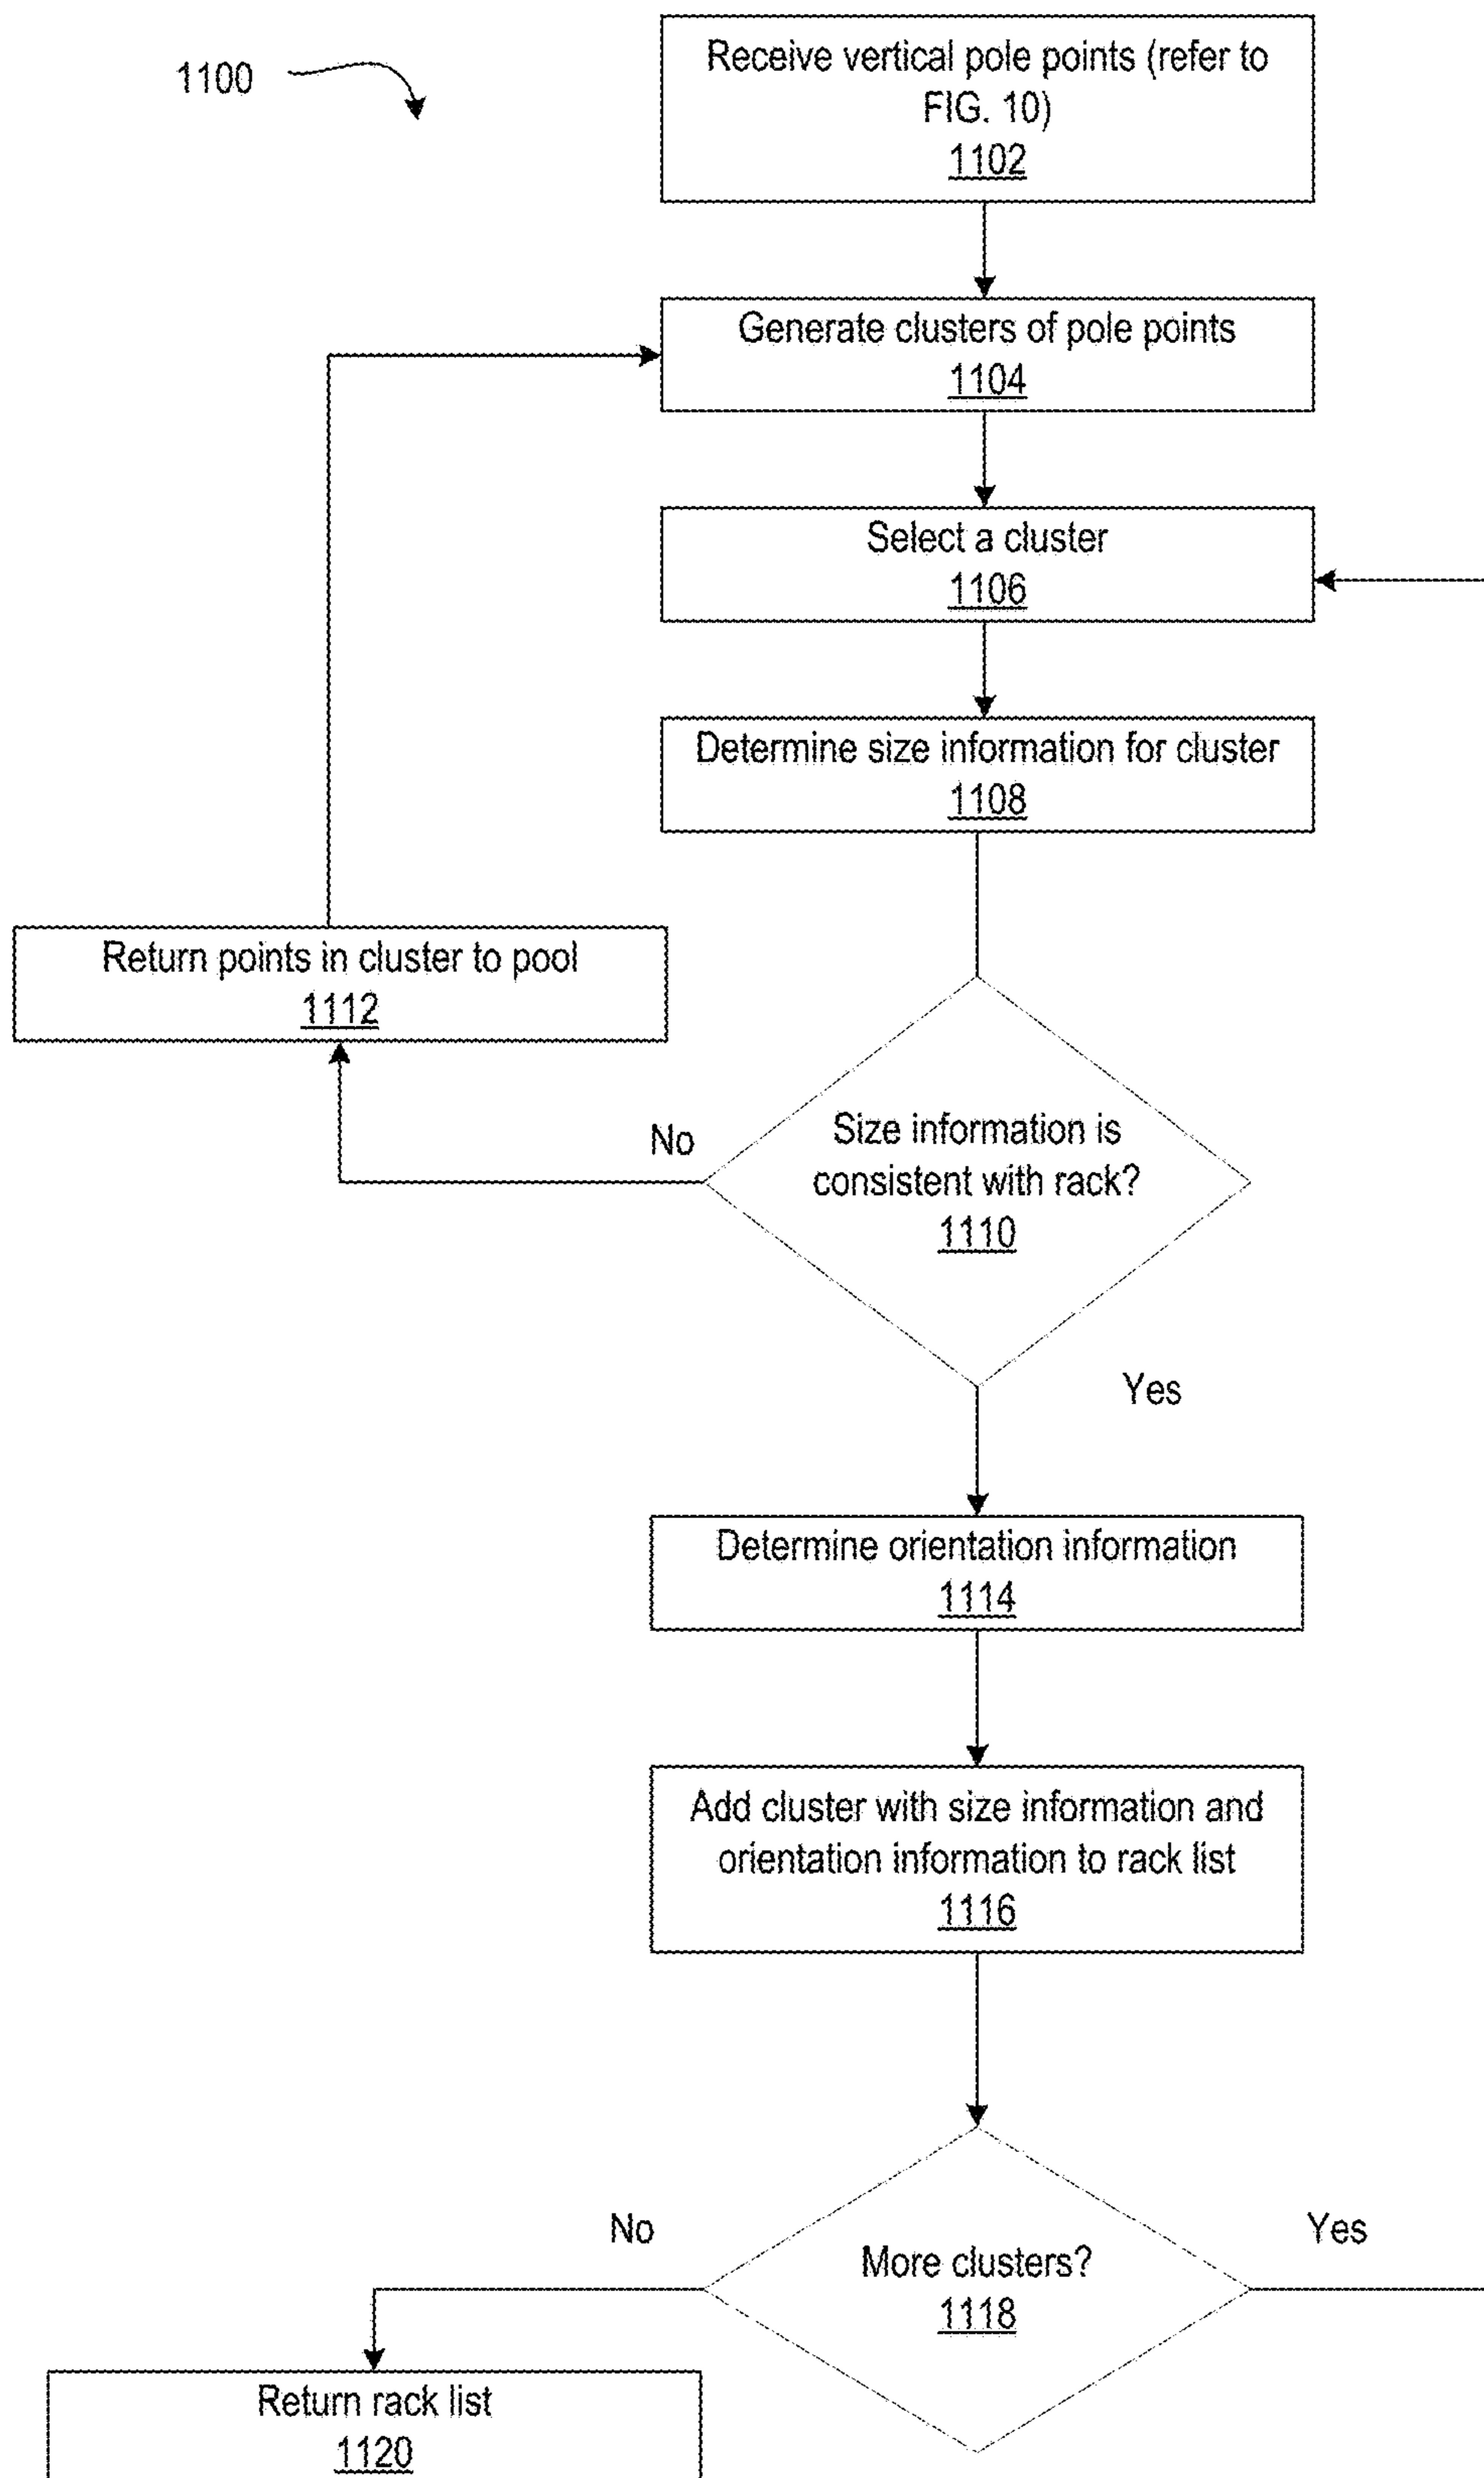 1100
Receive vertical pole points (refer to
FIG. 10)
1102
Generate clusters of pole points
1104
Select a cluster
1106
Determine size information for cluster
1108
Return points in cluster to pool
1112
No
Size information is
consistent with rack?
1110
Yes
Determine orientation information
1114
Add cluster with size information and
orientation information to rack list
1116
No
Yes
More clusters?
1118
Return rack list
1120